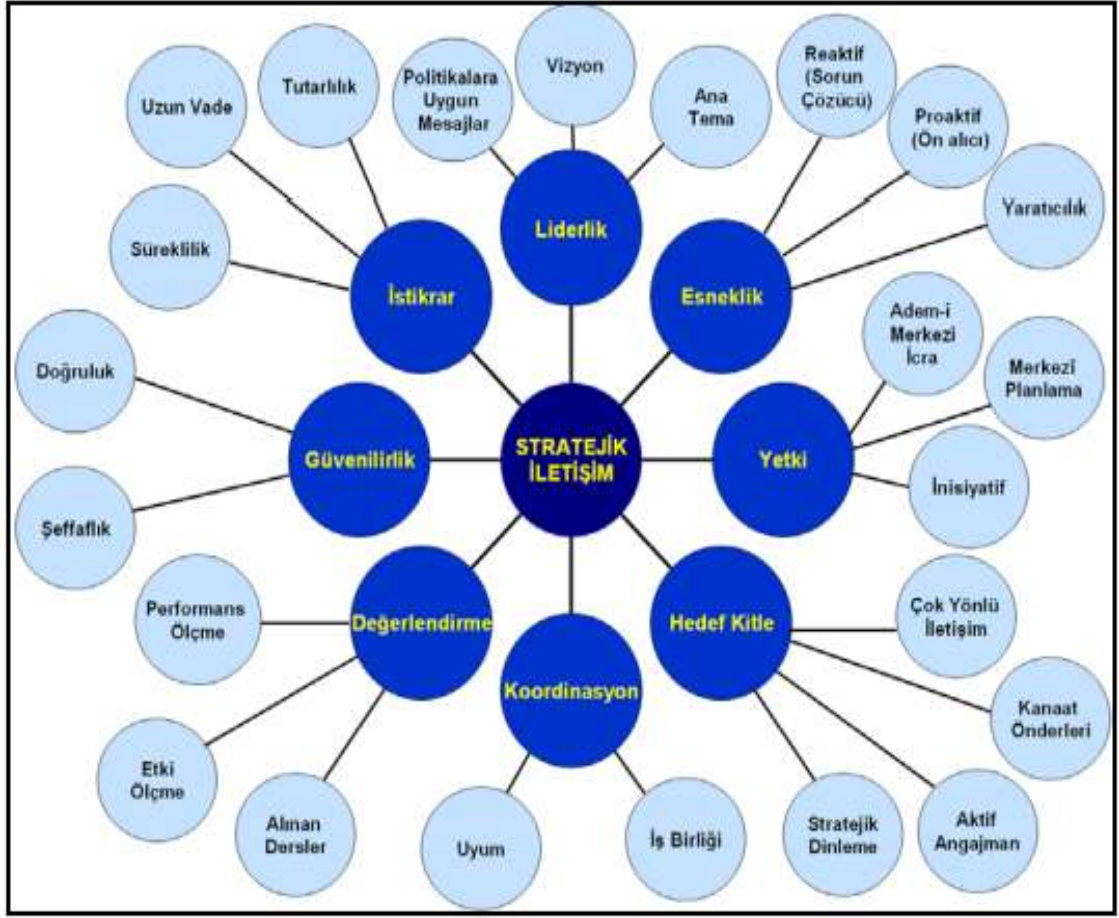 Vizyon
Reaktif
(Sorun
Çözücü)
Tutarlılık
Politikalara
Uygun
Mesajlar
Ana
Tema
Uzun Vade
Proaktif
(Ön alıcı)
Yaratıcılık
Süreklilik
Liderlik
İstikrar
Esneklik
Adem-i
Merkezi
İcra
Doğruluk
Merkezî
Planlama
Güvenilirlik
STRATEJİK
İLETİŞİM
Yetki
İnisiyatif
Şeffaflık
Performans
Ölçme
Değerlendirme
Hedef Kitle
Çok Yönlü
İletişim
Koordinasyon
Kanaat
Önderleri
Etki
Ölçme
Alınan
Dersler
Uyum
İş Birliği
Stratejik
Dinleme
Aktif
Angajman